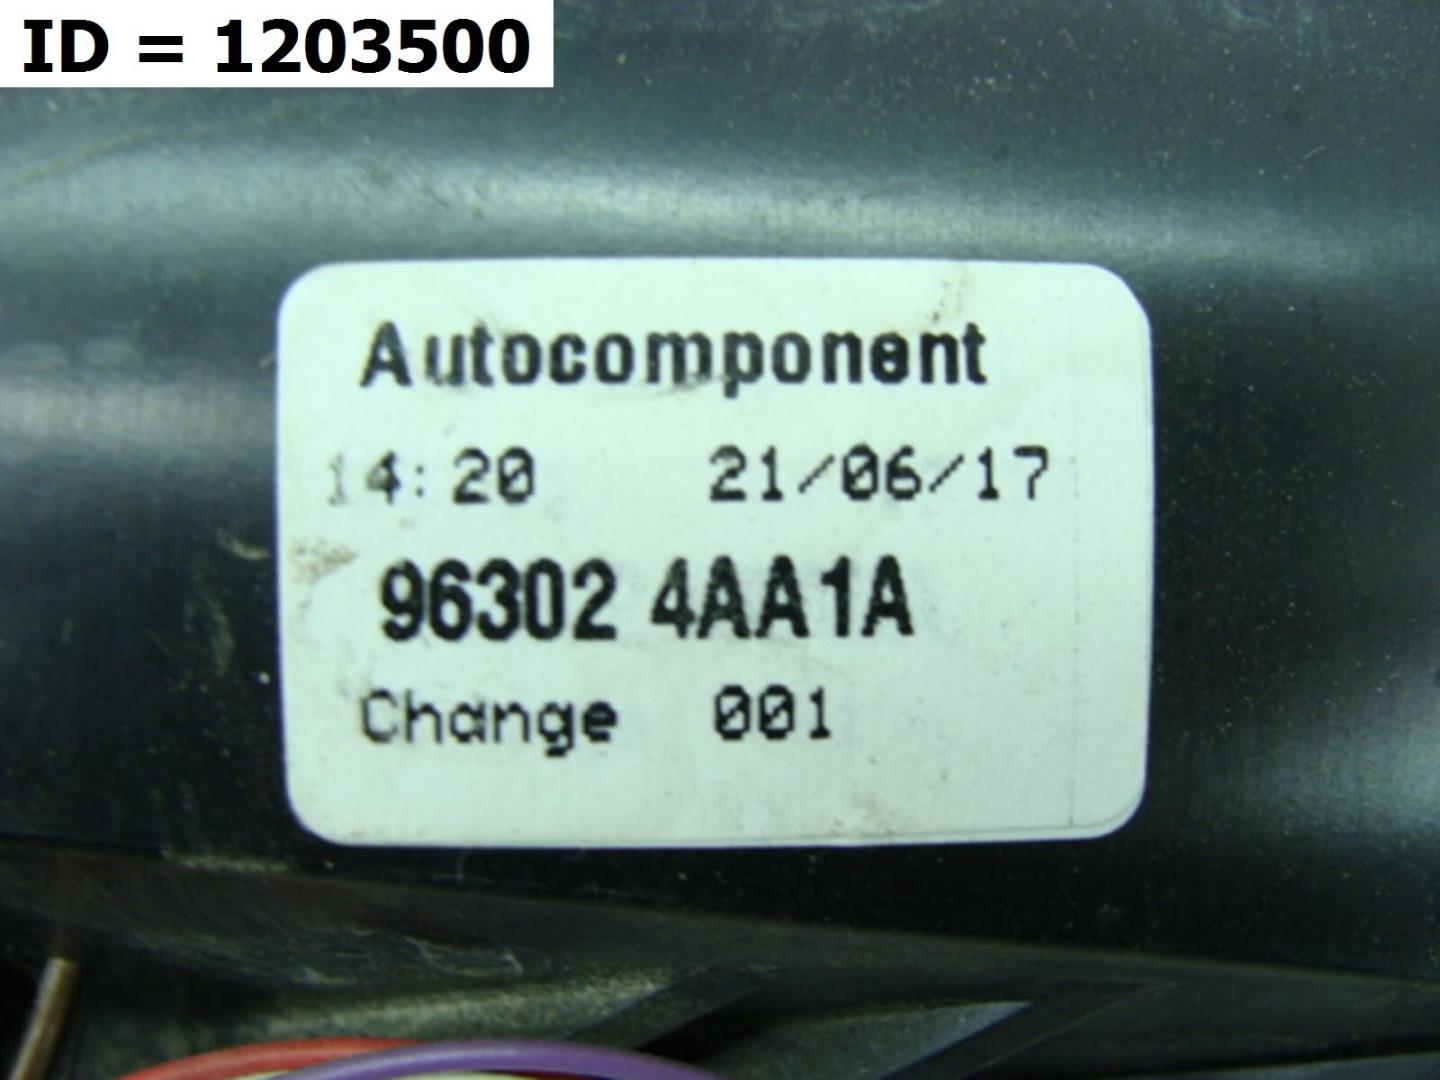 ID = 1203500
Autocomponent
14:20 21/06/17
96302 4AA1A
Change 001